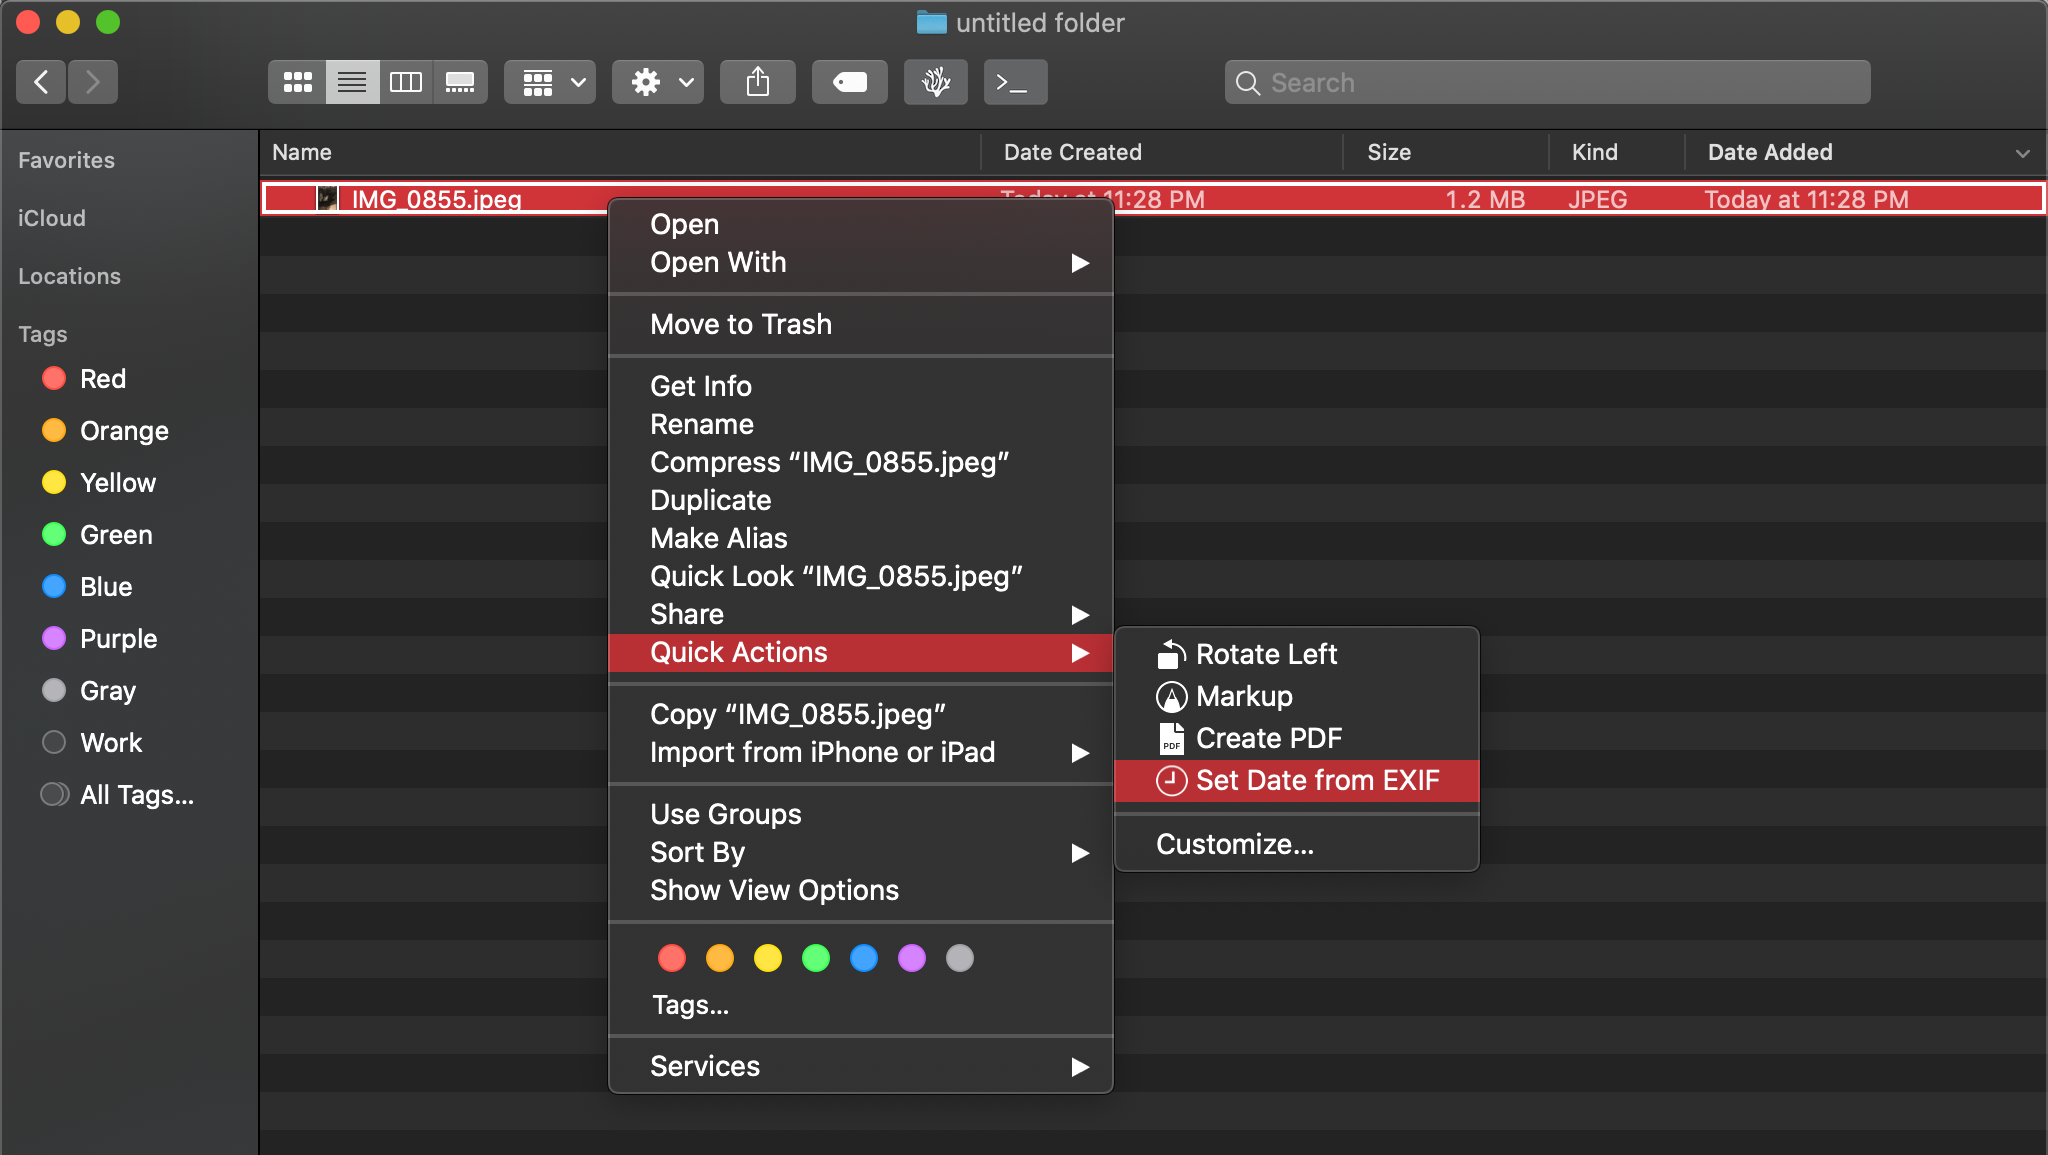 untitled folder
Search
Favorites
iCloud
Locations
Tags
Red
Orange
Yellow
Green
Blue
Purple
Gray
Work
All Tags...
Name Date Created Size Kind Date Added
IMG_0855.jpeg Today at 11:28 PM 1.2 MB JPEG Today at 11:28 PM
Open
Open With
Move to Trash
Get Info
Rename
Compress “IMG_0855.jpeg”
Duplicate
Make Alias
Quick Look “IMG_0855.jpeg”
Share
Quick Actions
Copy “IMG_0855.jpeg”
Import from iPhone or iPad
Use Groups
Sort By
Show View Options
Tags...
Services
Rotate Left
Markup
PDF Create PDF
Set Date from EXIF
Customize...